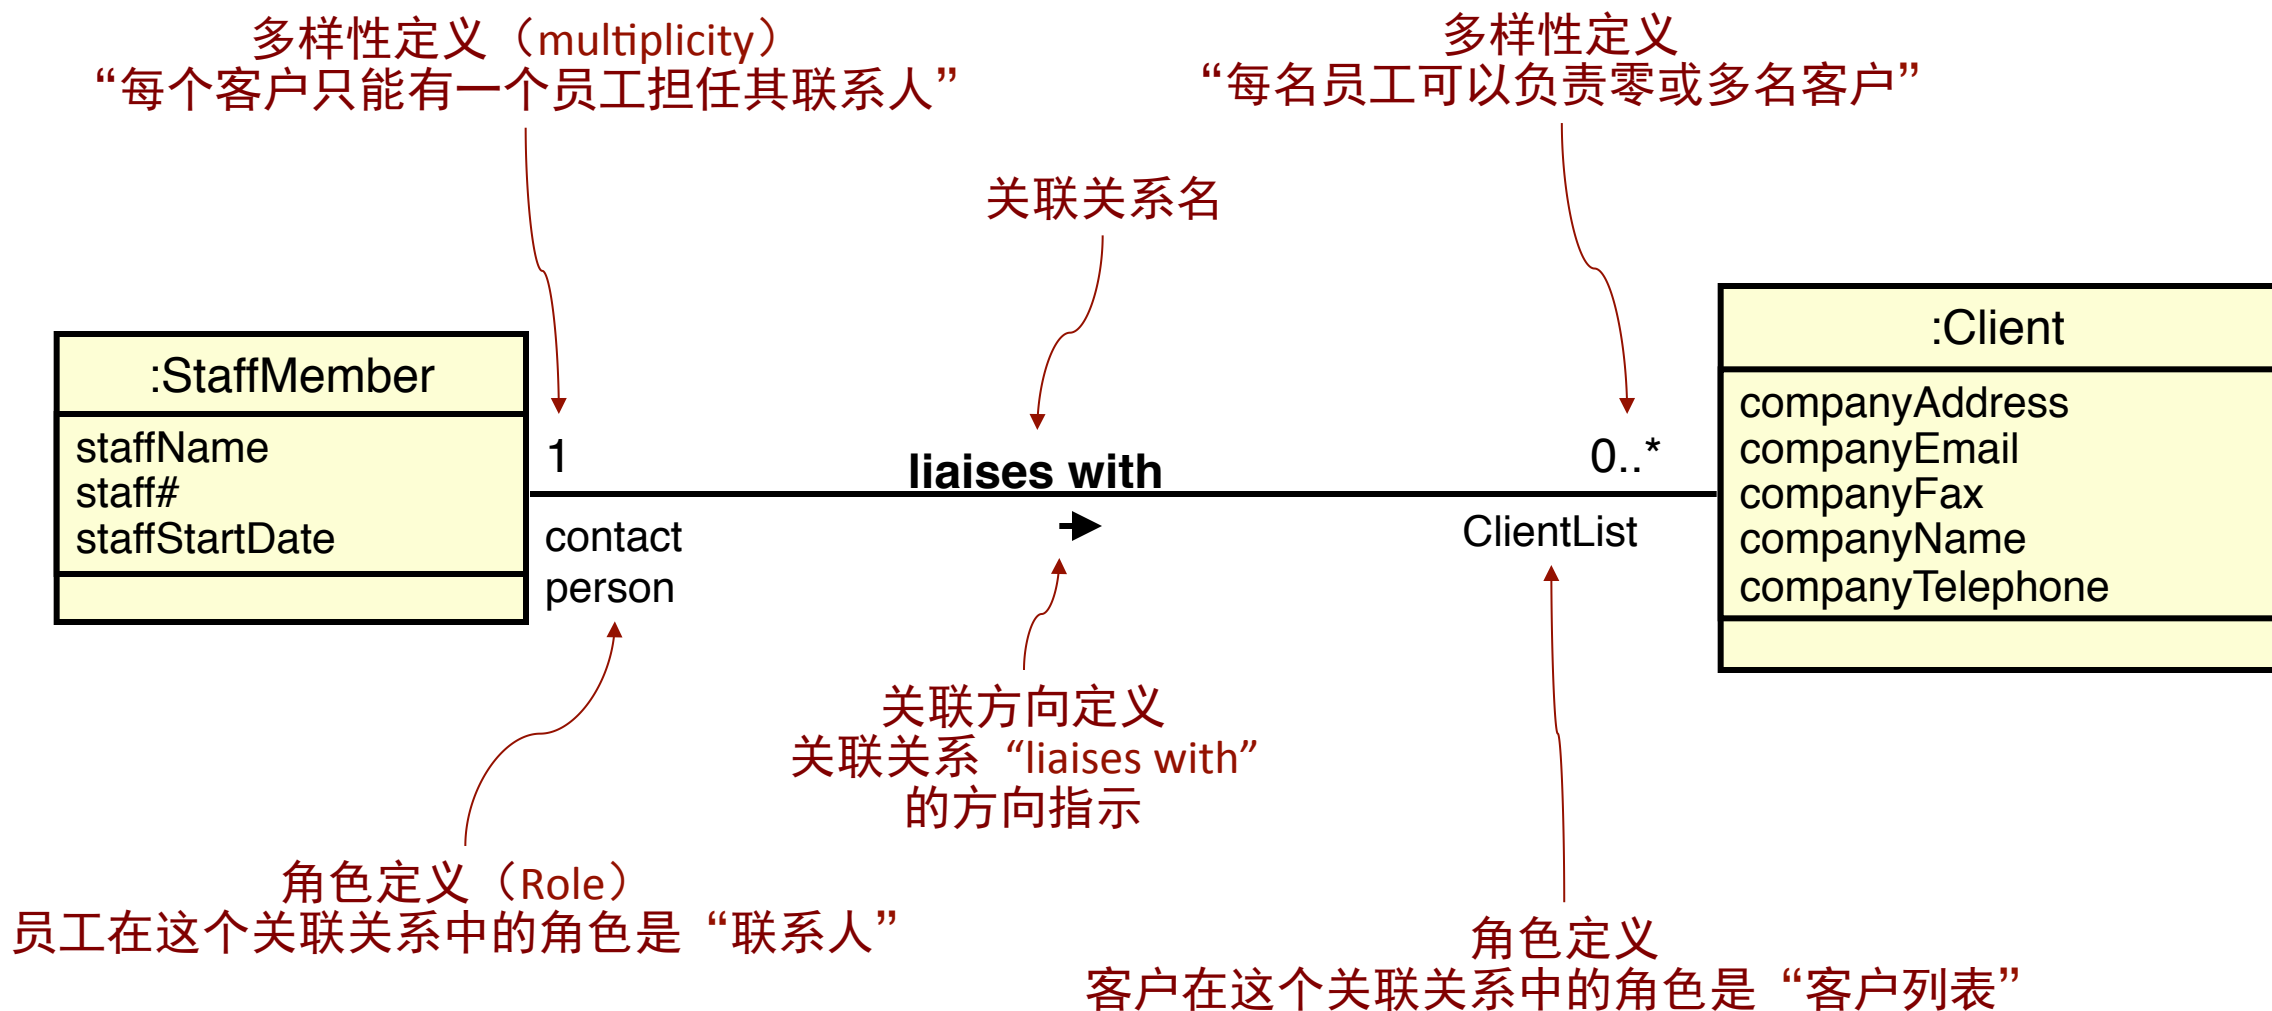 多样性定义（multiplicity）
“每个客户只能有一个员工担任其联系人”
多样性定义
“每名员工可以负责零或多名客户”
关联关系名
:StaffMember
staffName
staff#
staffStartDate
1
contact
person
liaises with
0..*
ClientList
:Client
companyAddress
companyEmail
companyFax
companyName
companyTelephone
关联方向定义
关联关系 “liaises with”
的方向指示
角色定义（Role）
员工在这个关联关系中的角色是 “联系人”
角色定义
客户在这个关联关系中的角色是 “客户列表”